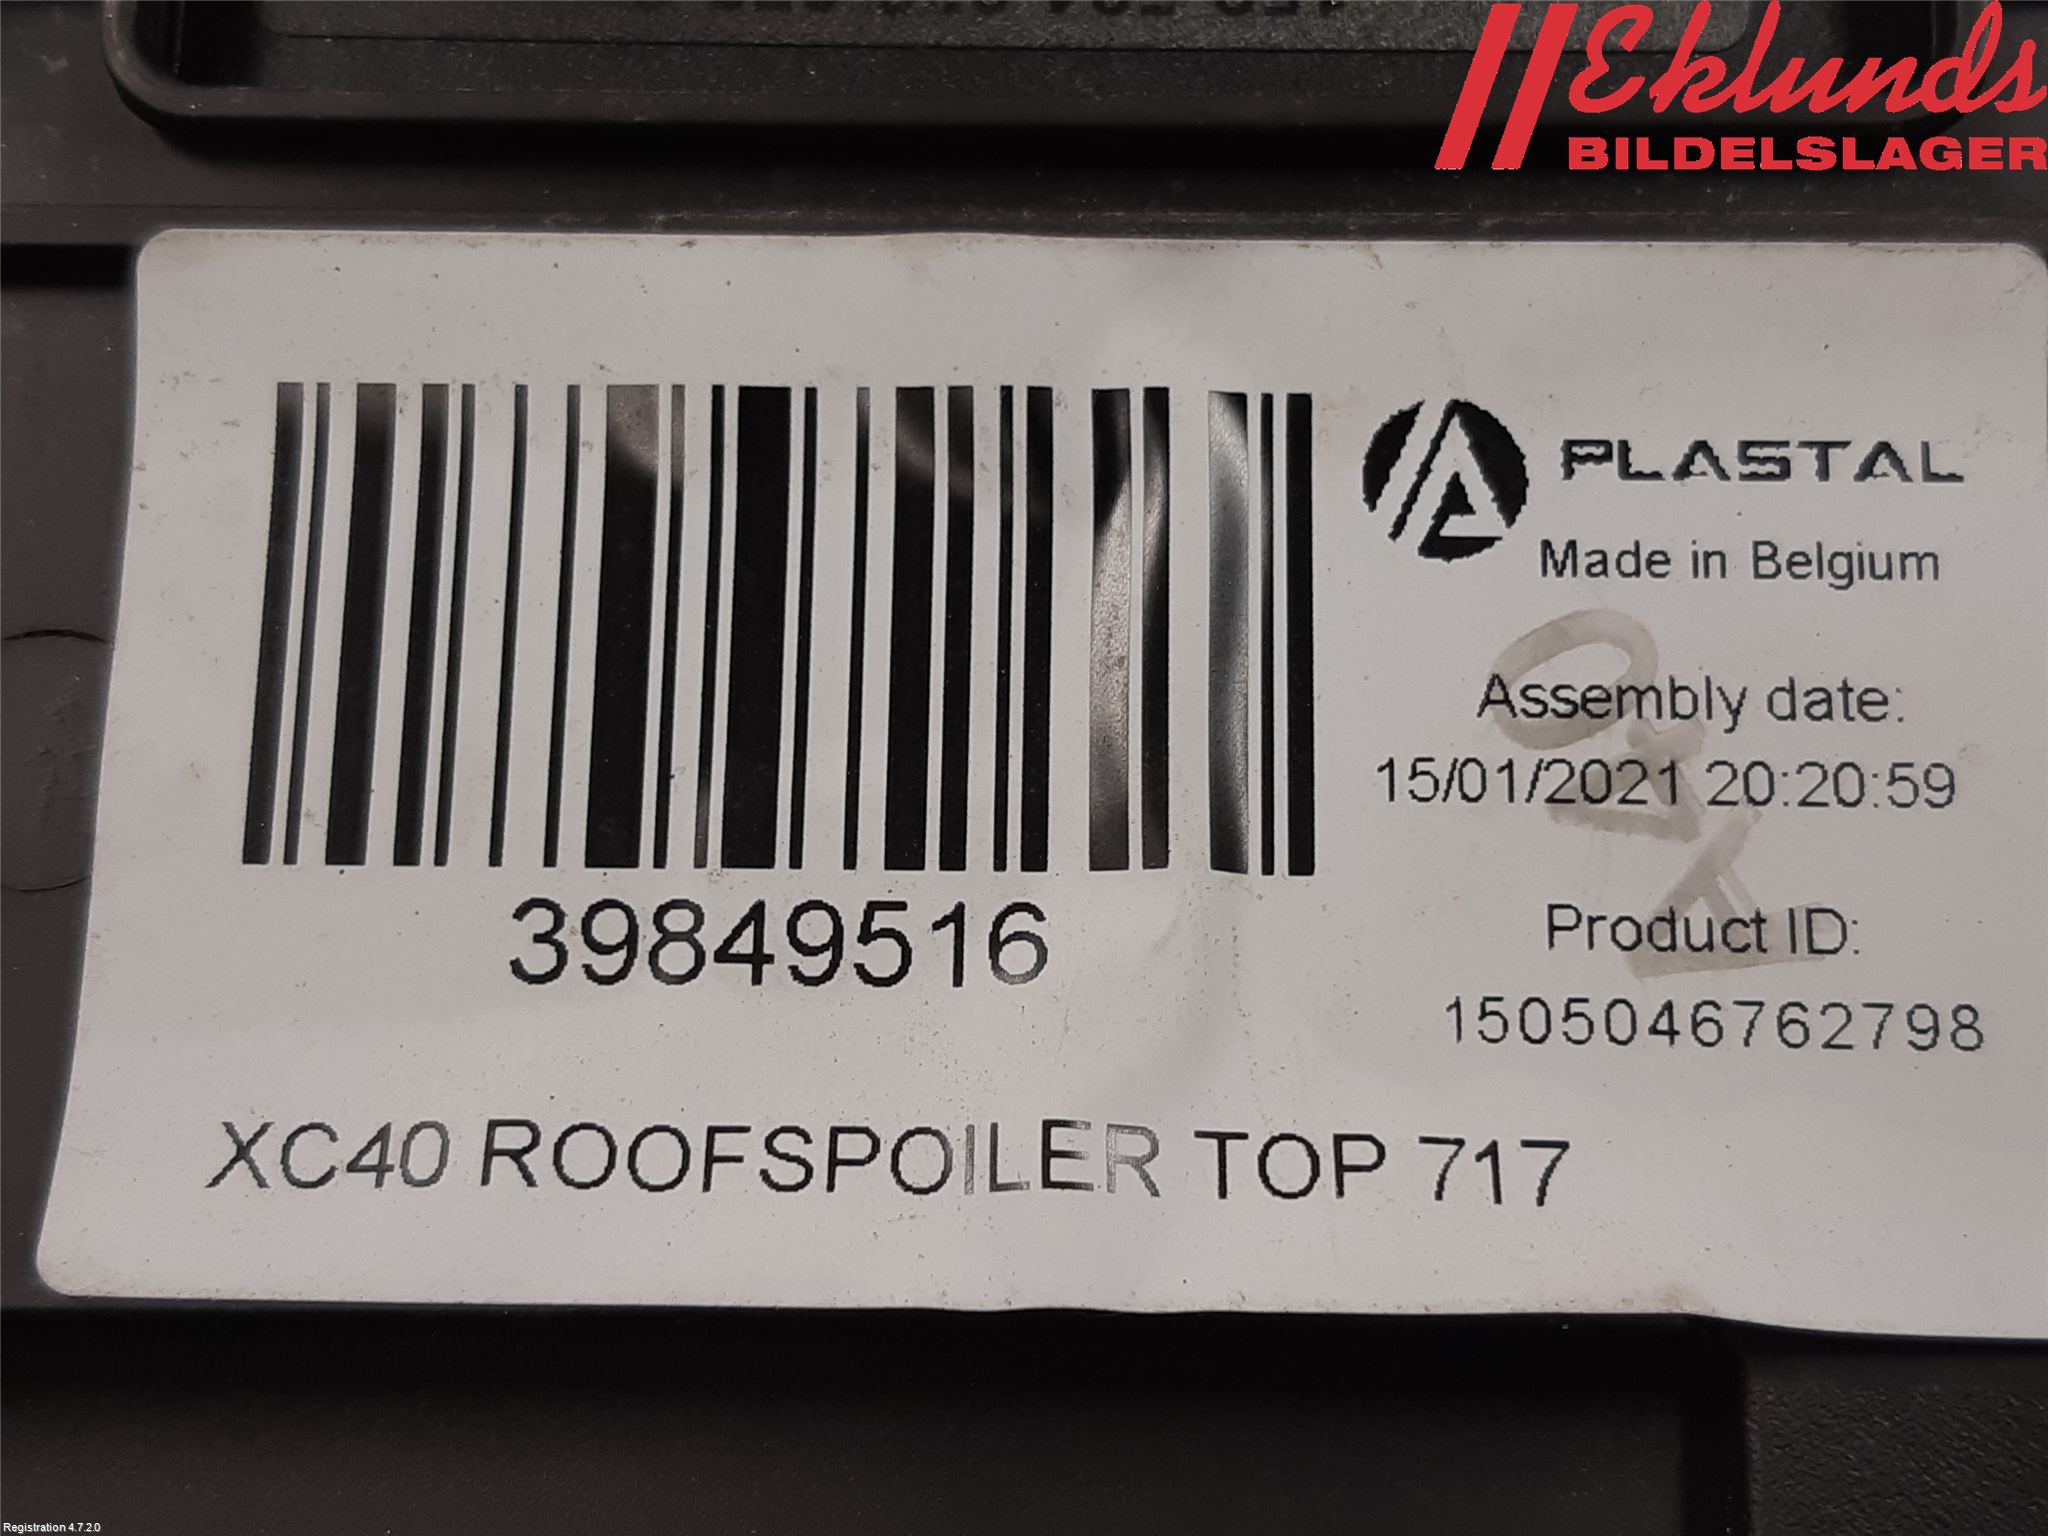 Eklunds
BILDELSLAGER
PLASTAL
Made in Belgium
Assembly date:
15/01/2021 20:20:59
39849516
Product ID:
1505046762798
XC40 ROOFSPOILER TOP 717
Registration 4.7.2.0